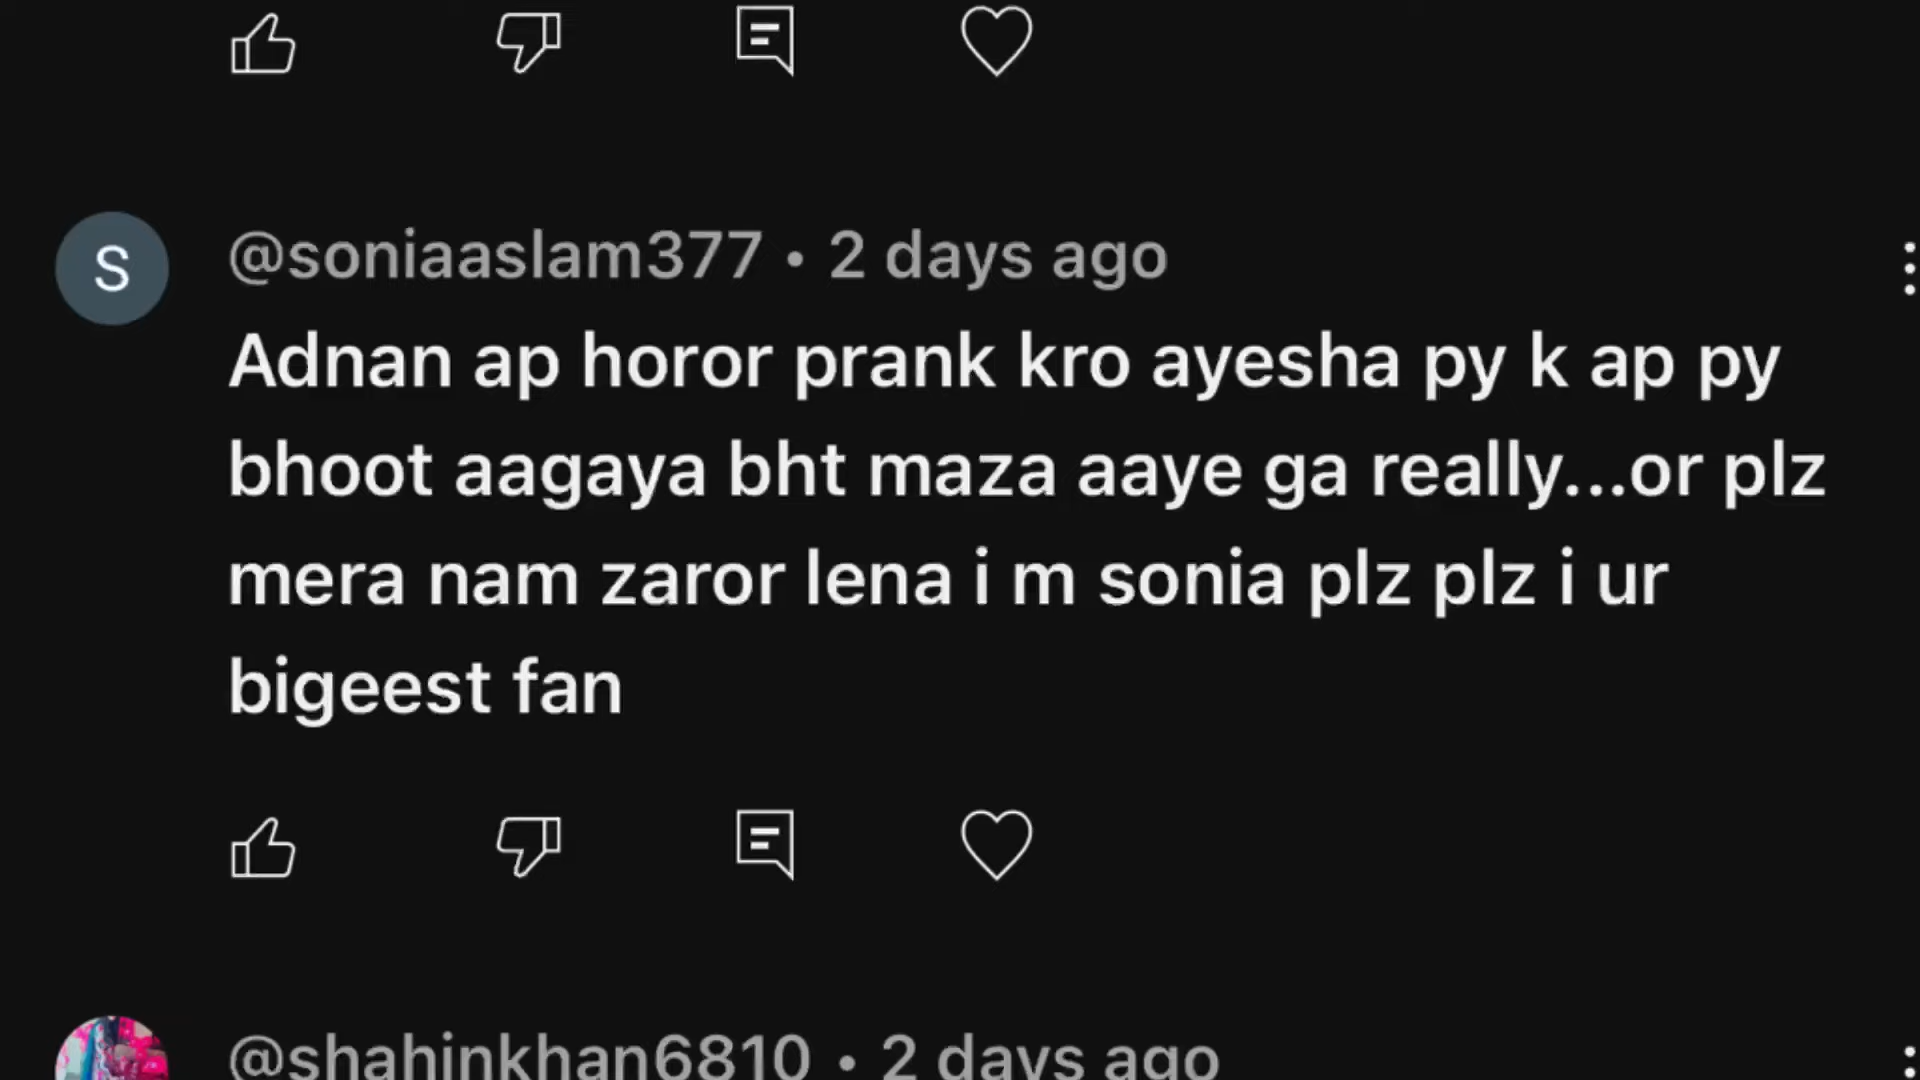 S
@soniaaslam377 • 2 days ago
Adnan ap horor prank kro ayesha py k ap py
bhoot aagaya bht maza aaye ga really...or plz
mera nam zaror lena i m sonia plz plz i ur
bigeest fan
@shahinkhan6810 • 2 days ago